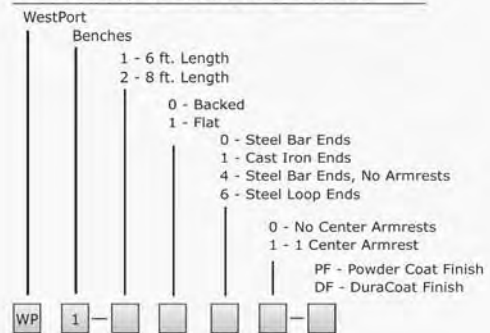 WestPort
Benches
1 - 6 ft. Length
2 - 8 ft. Length
0 - Backed
1 - Flat
0 - Steel Bar Ends
1 - Cast Iron Ends
4 - Steel Bar Ends, No Armrests
6 - Steel Loop Ends
0 - No Center Armrests
1 - 1 Center Armrest
PF - Powder Coat Finish
DF - DuraCoat Finish
WP 1 - -